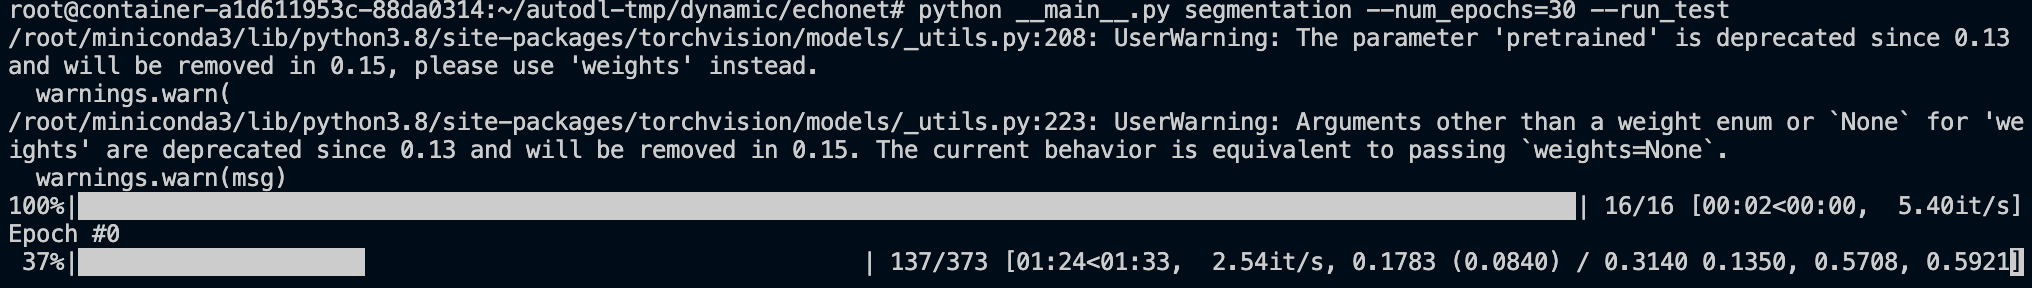 root@container-a1d611953c-88da0314:~/autodl-tmp/dynamic/echonet# python __main__.py segmentation --num_epochs=30 --run_test
/root/miniconda3/lib/python3.8/site-packages/torchvision/models/_utils.py:208: UserWarning: The parameter 'pretrained' is deprecated since 0.13
and will be removed in 0.15, please use 'weights' instead.
  warnings.warn(
/root/miniconda3/lib/python3.8/site-packages/torchvision/models/_utils.py:223: UserWarning: Arguments other than a weight enum or `None` for 'we
ights' are deprecated since 0.13 and will be removed in 0.15. The current behavior is equivalent to passing `weights=None`.
  warnings.warn(msg)
100%| | 16/16 [00:02<00:00,  5.40it/s]
Epoch #0
 37%| | 137/373 [01:24<01:33,  2.54it/s, 0.1783 (0.0840) / 0.3140 0.1350, 0.5708, 0.5921]